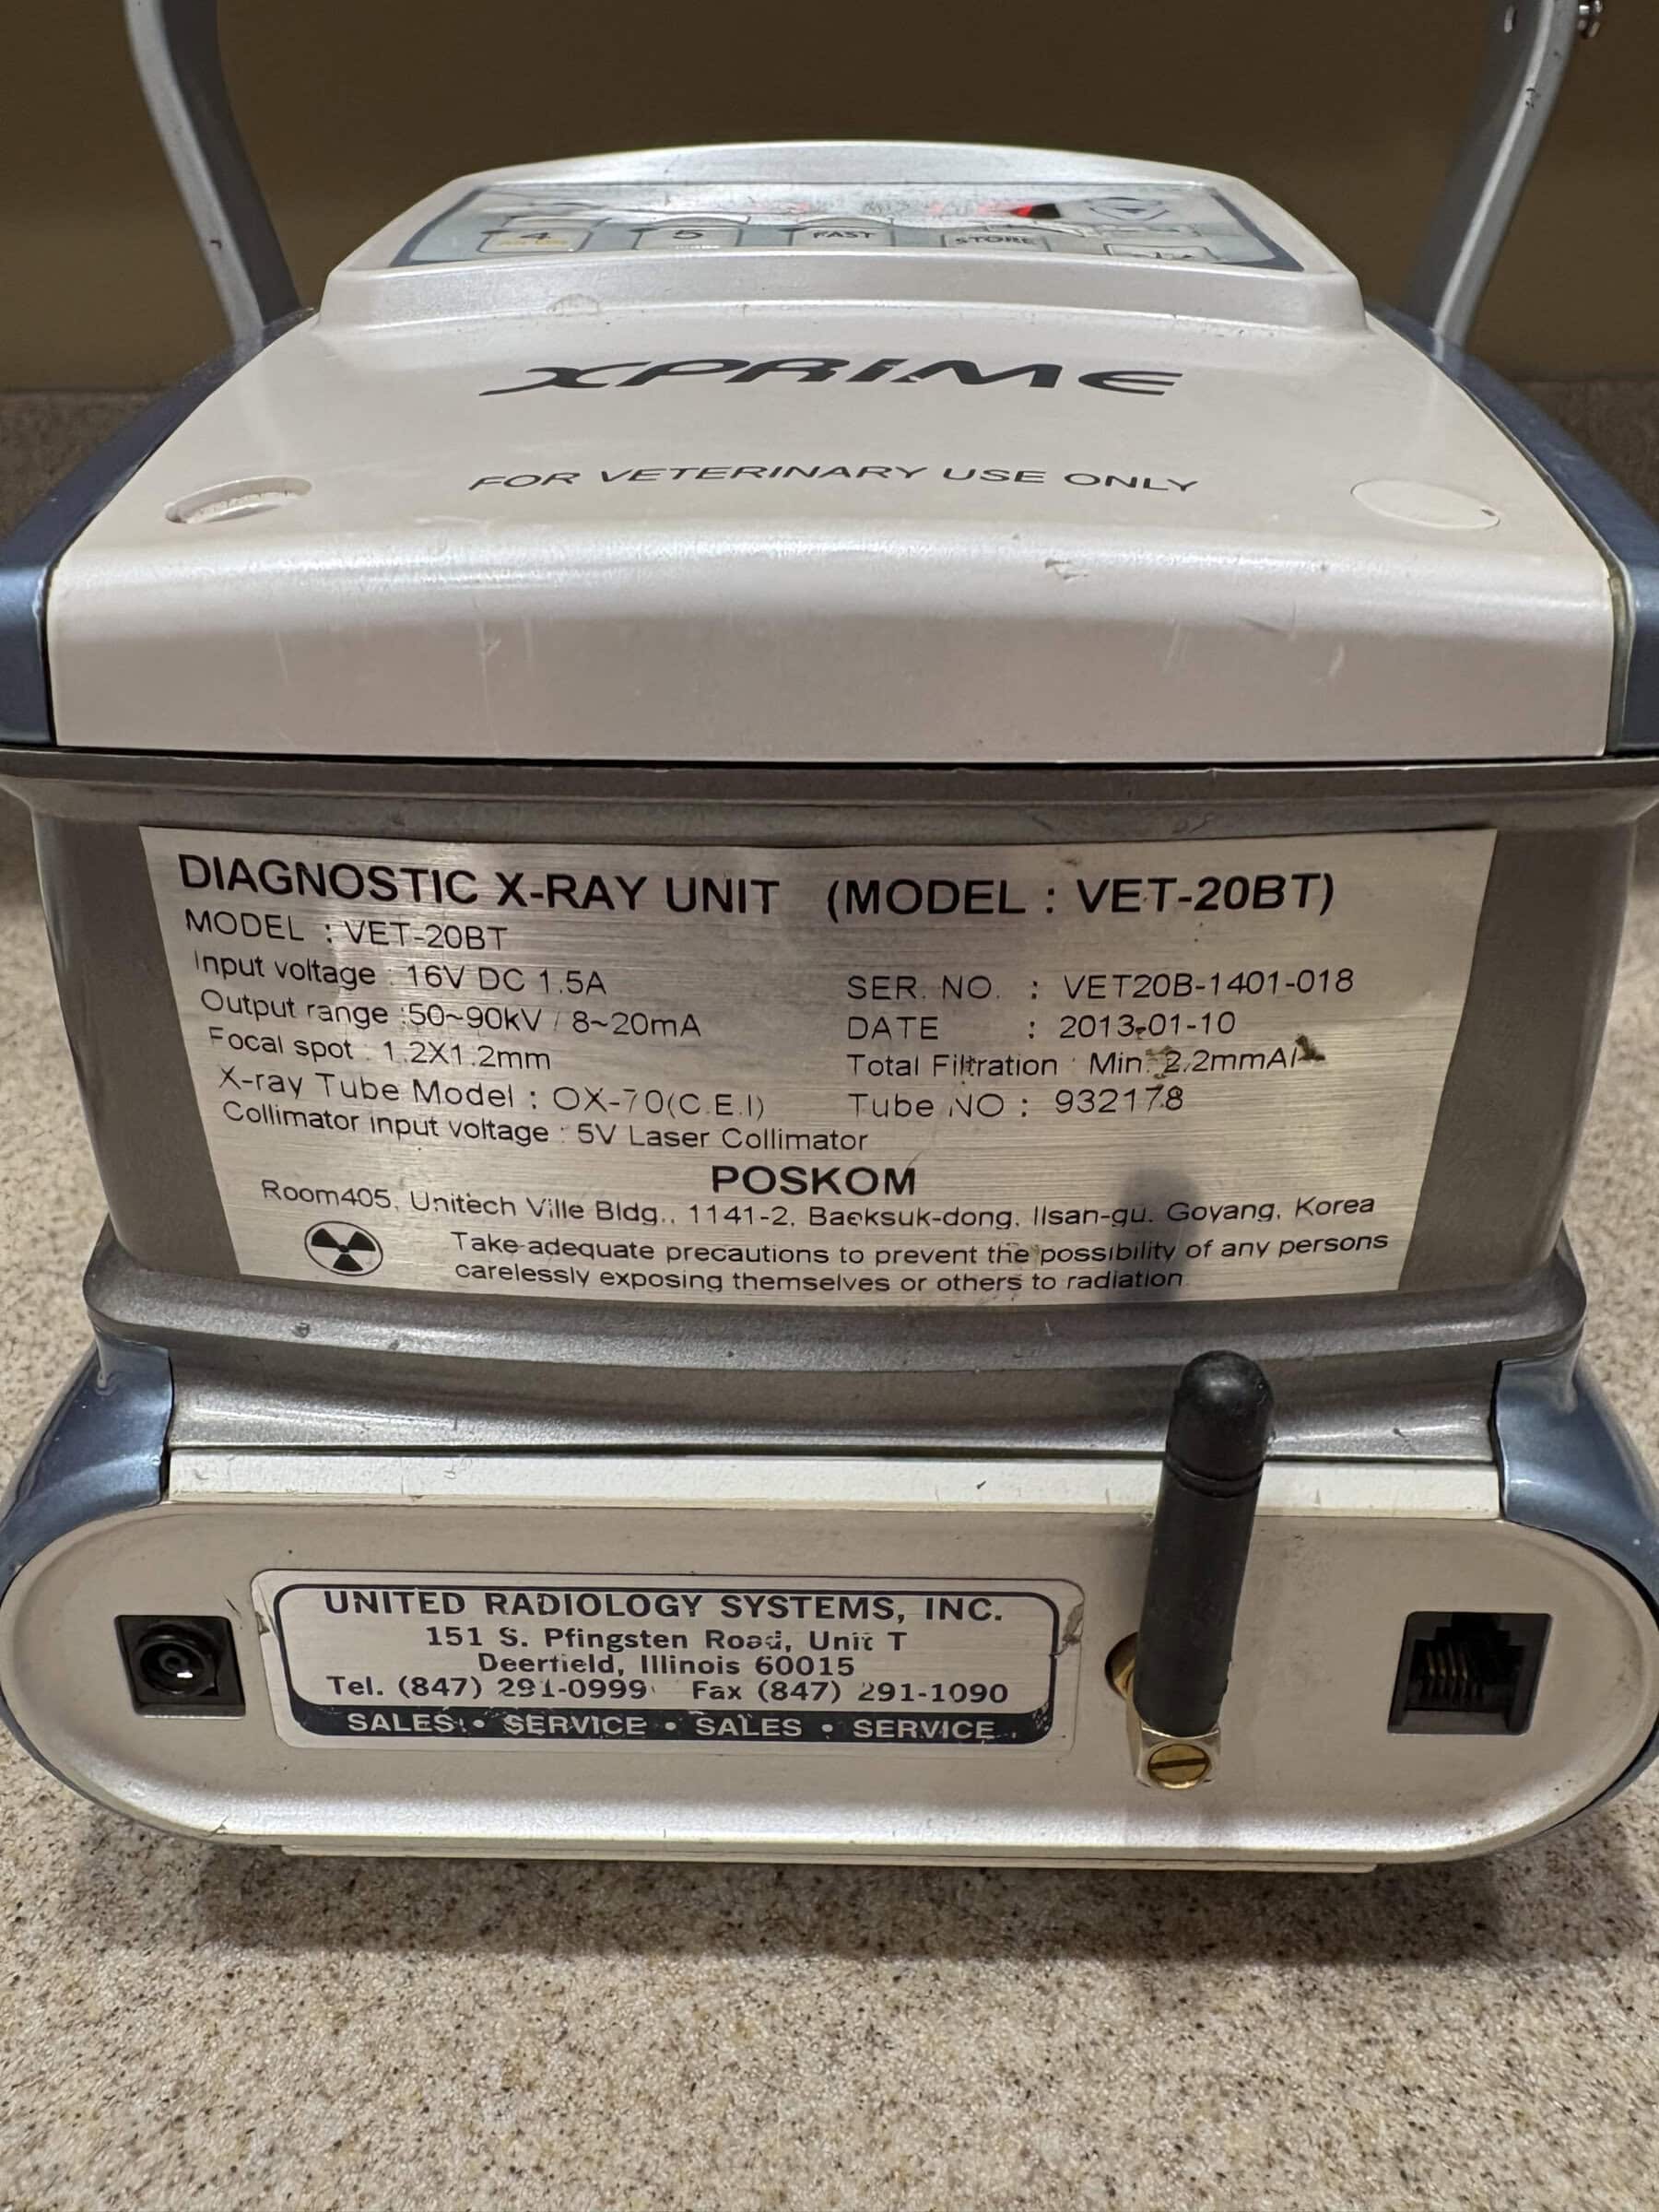 4
5
FAST
STORE
XPRIME
FOR VETERINARY USE ONLY
DIAGNOSTIC X-RAY UNIT (MODEL : VET-20BT)
MODEL : VET-20BT
Input voltage : 16V DC 1.5A
SER. NO. : VET20B-1401-018
Output range :50~90kV / 8~20mA
DATE : 2013-01-10
Focal spot : 1.2X1.2mm
Total Filtration : Min. 2.2mmAl
X-ray Tube Model : OX-70(C.E.I)
Tube NO : 932178
Collimator input voltage : 5V Laser Collimator
POSKOM
Room405, Unitech Ville Bldg., 1141-2, Baeksuk-dong, Ilsan-gu. Goyang, Korea
Take adequate precautions to prevent the possibility of any persons
carelessly exposing themselves or others to radiation
UNITED RADIOLOGY SYSTEMS, INC.
151 S. Pfingsten Road, Unit T
Deerfield, Illinois 60015
Tel. (847) 291-0999 Fax (847) 291-1090
SALES • SERVICE • SALES • SERVICE